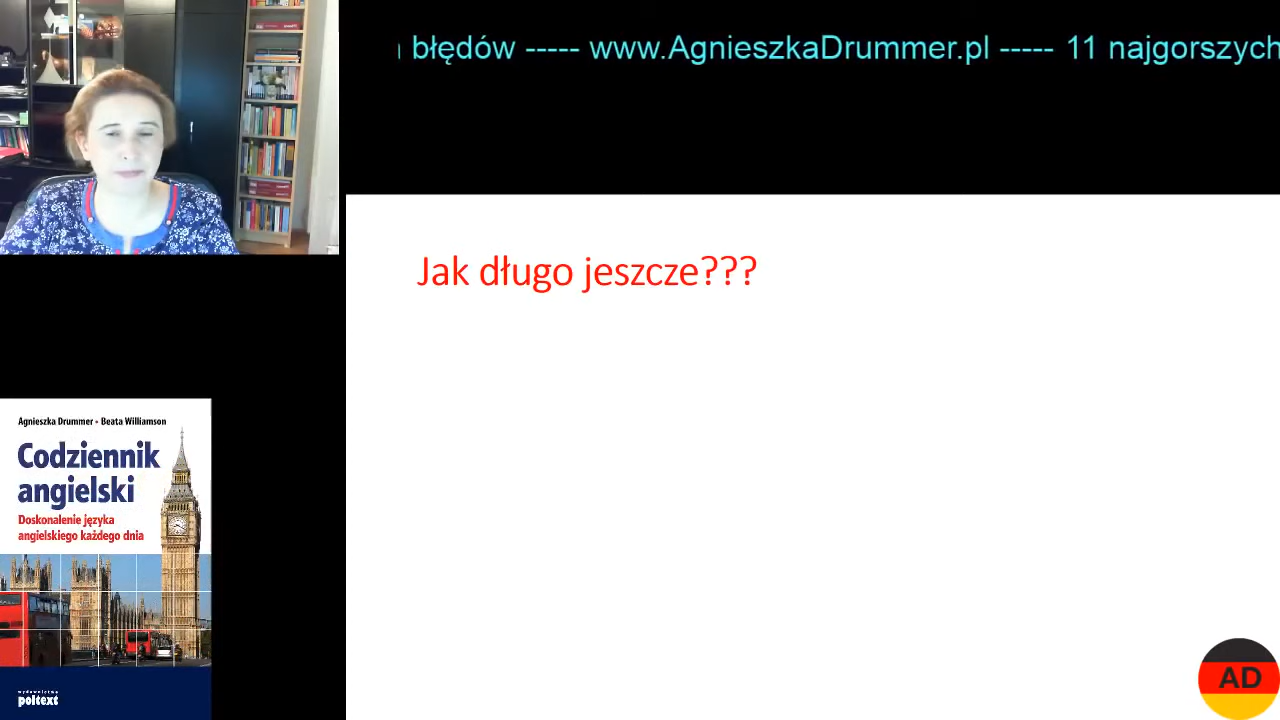 błędów ----- www.AgnieszkaDrummer.pl ----- 11 najgorszych
Jak długo jeszcze???
Agnieszka Drummer • Beata Williamson
Codziennik
angielski
Doskonalenie języka
angielskiego każdego dnia
wydawnictwo
poltext
AD